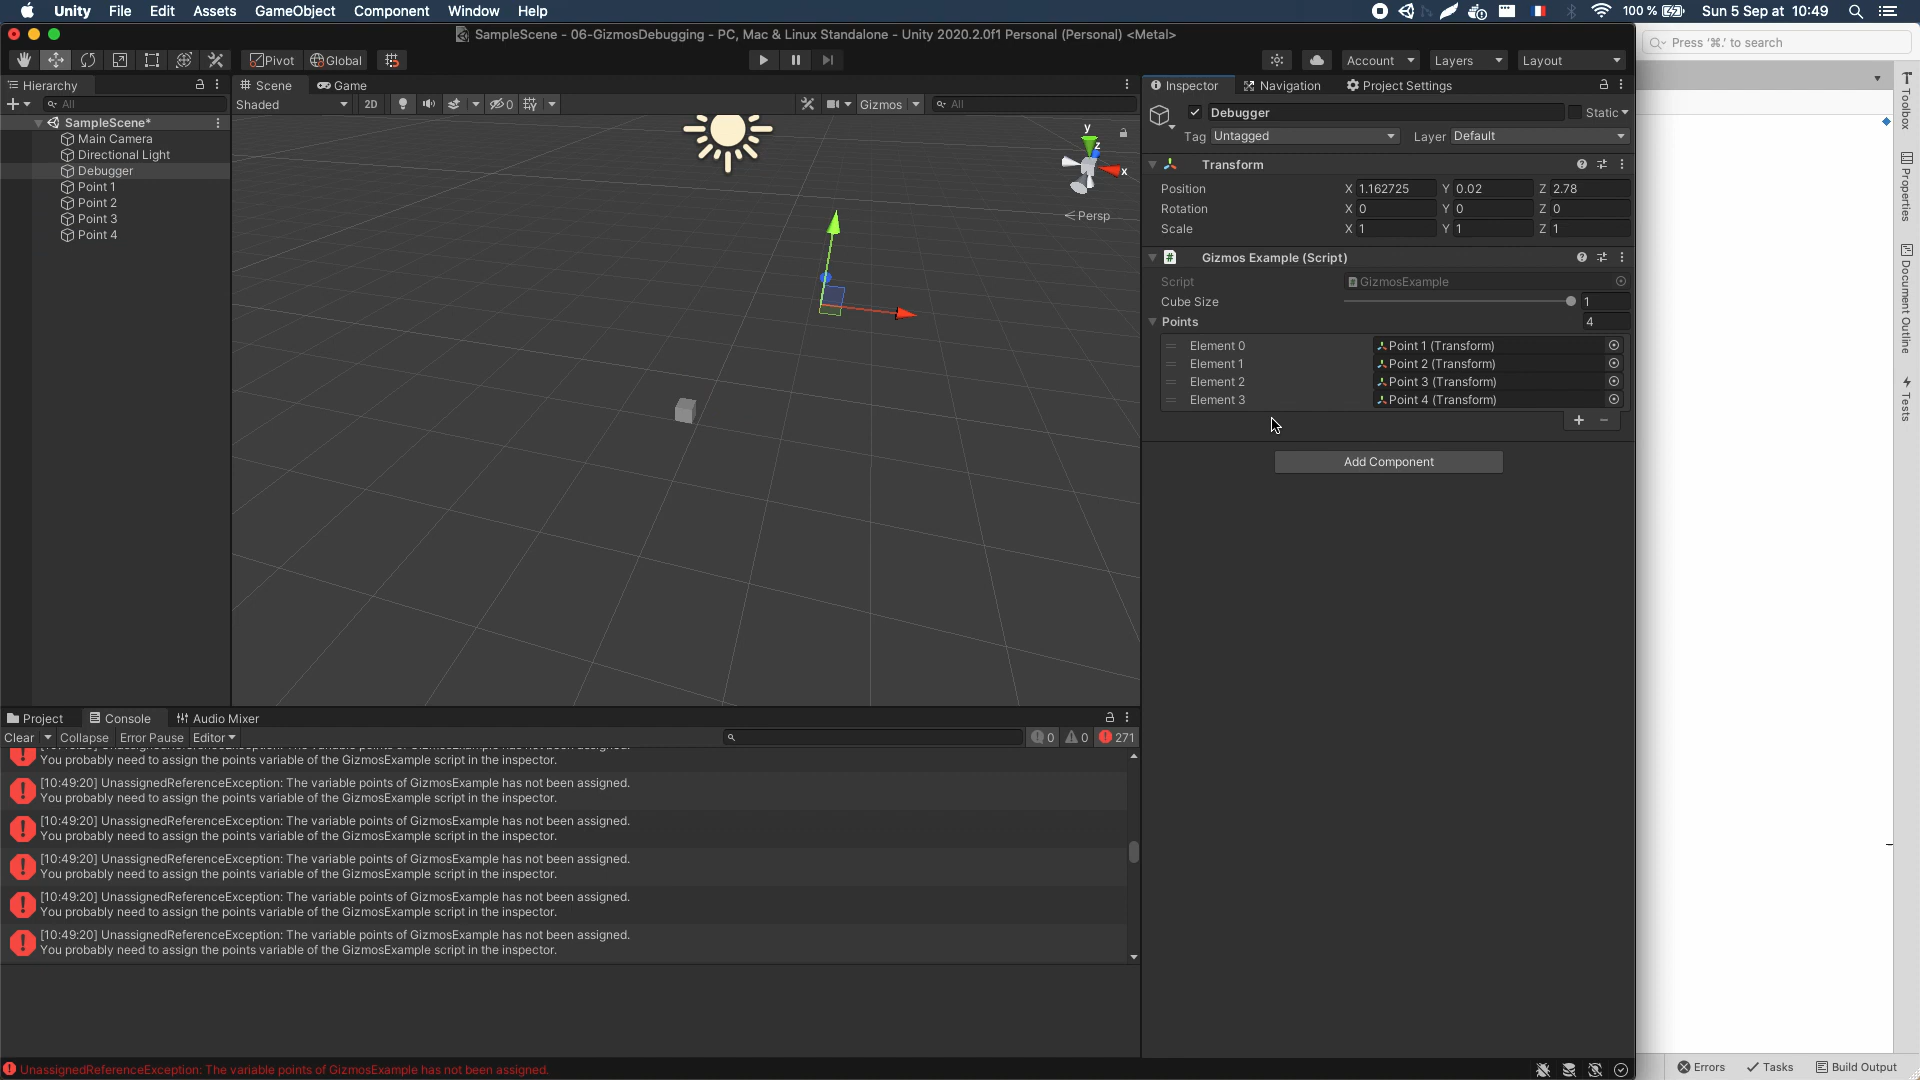 Unity File Edit Assets GameObject Component Window Help
100 % Sun 5 Sep at 10:49
SampleScene - 06-GizmosDebugging - PC, Mac & Linux Standalone - Unity 2020.2.0f1 Personal (Personal) <Metal>
Press '⌘.' to search
Pivot Global
Account Layers Layout
Hierarchy
All
SampleScene*
Main Camera
Directional Light
Debugger
Point 1
Point 2
Point 3
Point 4
Scene Game
Shaded 2D 0 Gizmos All
y
z
x
Persp
Inspector Navigation Project Settings
Debugger Static
Tag Untagged Layer Default
Transform
Position X 1.162725 Y 0.02 Z 2.78
Rotation X 0 Y 0 Z 0
Scale X 1 Y 1 Z 1
# Gizmos Example (Script)
Script GizmosExample
Cube Size 1
Points 4
Element 0 Point 1 (Transform)
Element 1 Point 2 (Transform)
Element 2 Point 3 (Transform)
Element 3 Point 4 (Transform)
+ −
Add Component
Toolbox
Properties
Document Outline
Tests
Project Console Audio Mixer
Clear Collapse Error Pause Editor 0 0 271
You probably need to assign the points variable of the GizmosExample script in the inspector.
[10:49:20] UnassignedReferenceException: The variable points of GizmosExample has not been assigned.
You probably need to assign the points variable of the GizmosExample script in the inspector.
[10:49:20] UnassignedReferenceException: The variable points of GizmosExample has not been assigned.
You probably need to assign the points variable of the GizmosExample script in the inspector.
[10:49:20] UnassignedReferenceException: The variable points of GizmosExample has not been assigned.
You probably need to assign the points variable of the GizmosExample script in the inspector.
[10:49:20] UnassignedReferenceException: The variable points of GizmosExample has not been assigned.
You probably need to assign the points variable of the GizmosExample script in the inspector.
[10:49:20] UnassignedReferenceException: The variable points of GizmosExample has not been assigned.
You probably need to assign the points variable of the GizmosExample script in the inspector.
UnassignedReferenceException: The variable points of GizmosExample has not been assigned.
Errors Tasks Build Output